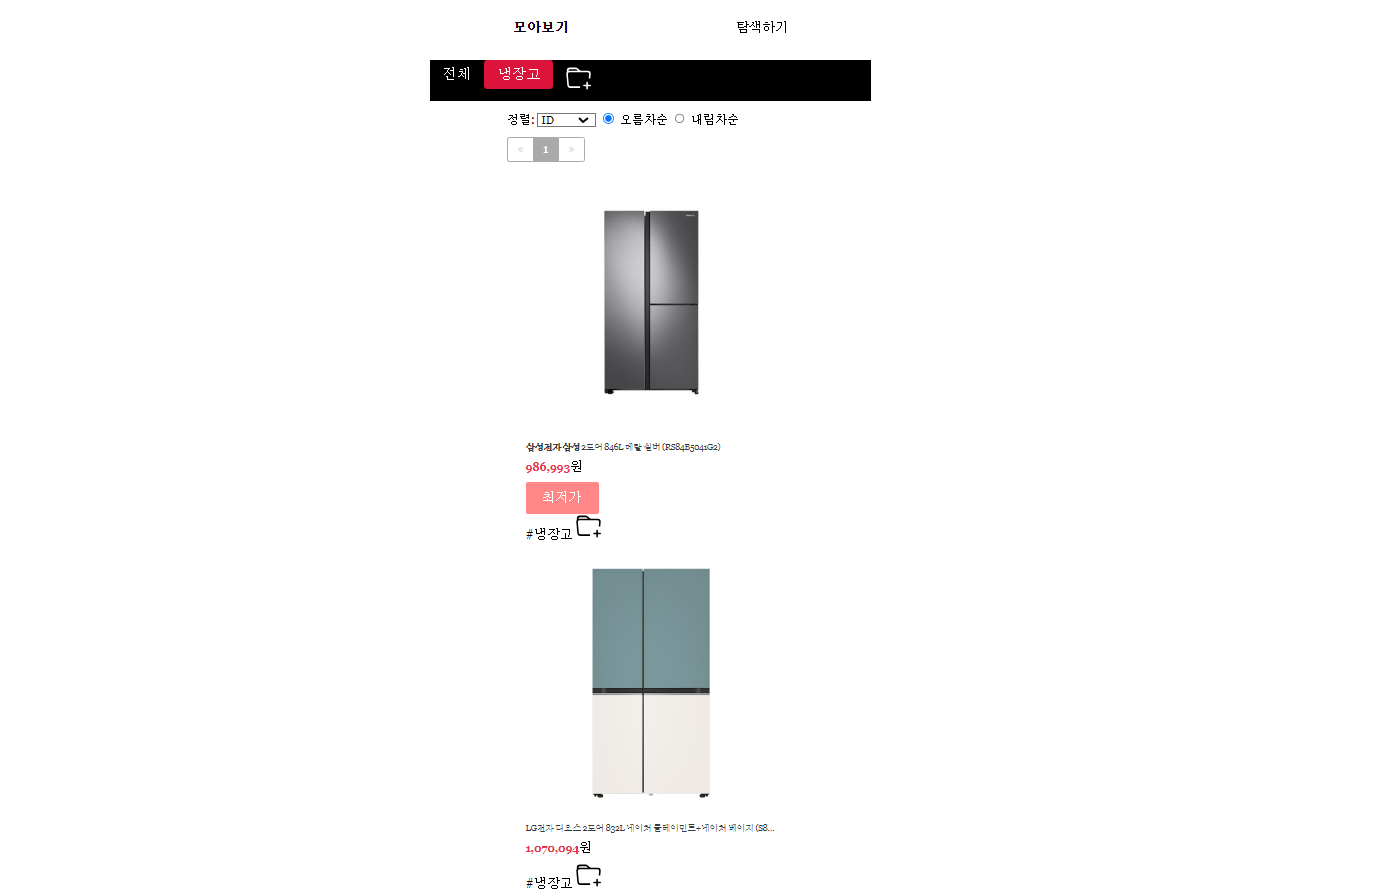 모아보기 탐색하기
전체 냉장고
정렬: ID 오름차순 내림차순
« 1 »
삼성전자 삼성 2도어 846L 메탈 실버 (RS84B5041G2)
986,993원
최저가
#냉장고
LG전자 디오스 2도어 832L 네이처 클레이민트+네이처 베이지 (S8...
1,070,094원
#냉장고